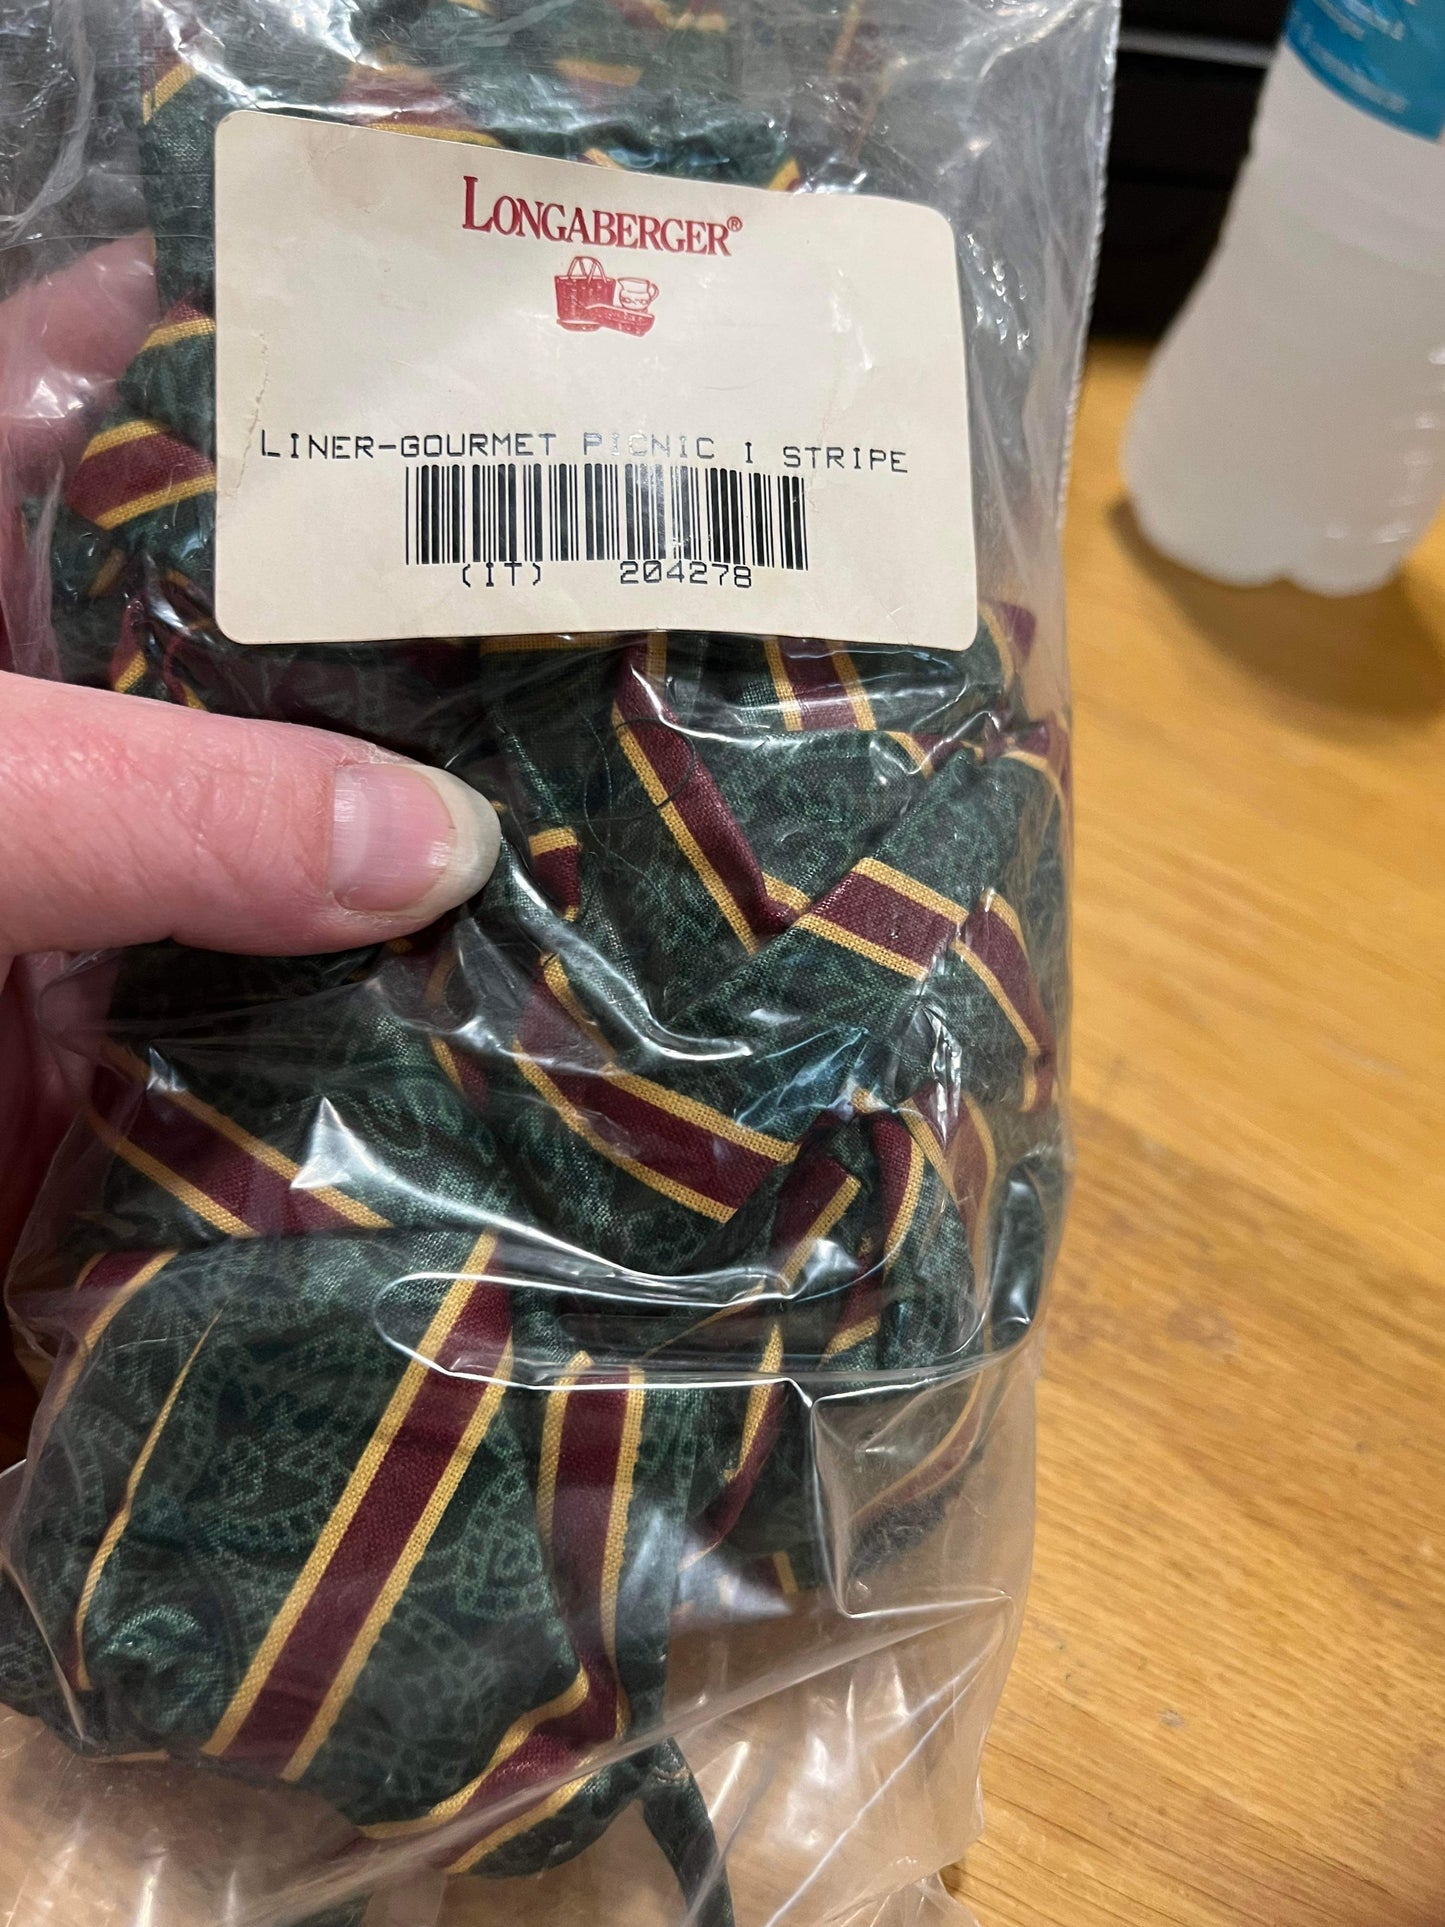 LONGABERGER®
LINER-GOURMET PICNIC I STRIPE
(IT) 204278